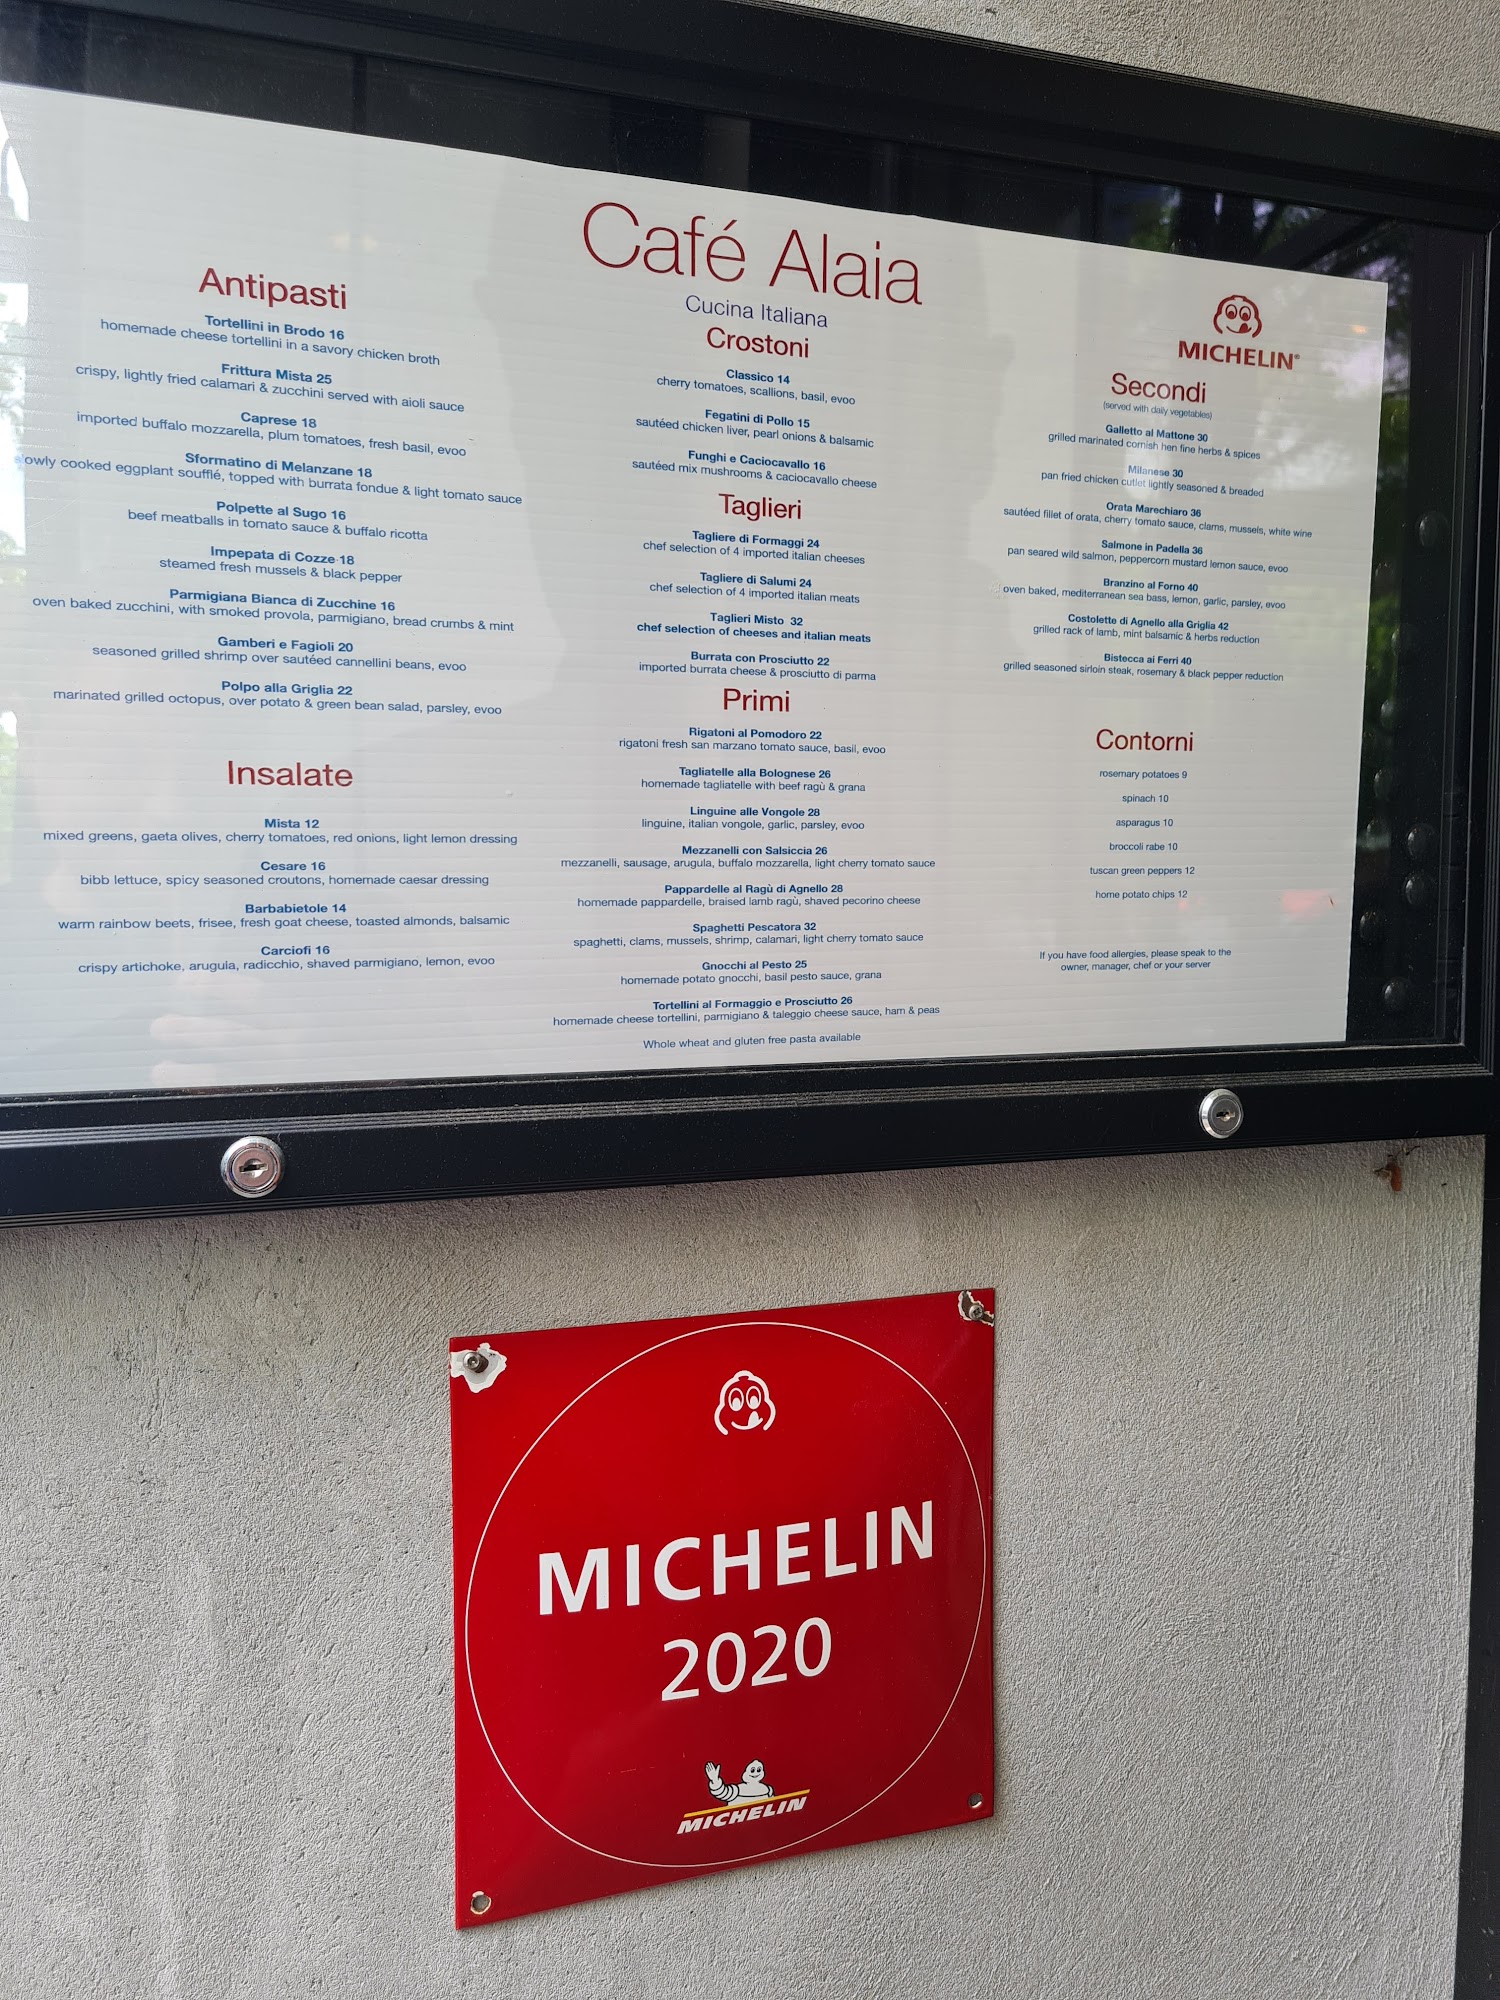 Café Alaia
Cucina Italiana
Antipasti
Tortellini in Brodo 16
homemade cheese tortellini in a savory chicken broth
Frittura Mista 25
crispy, lightly fried calamari & zucchini served with aioli sauce
Caprese 18
imported buffalo mozzarella, plum tomatoes, fresh basil, evoo
Sformatino di Melanzane 18
slowly cooked eggplant soufflé, topped with burrata fondue & light tomato sauce
Polpette al Sugo 16
beef meatballs in tomato sauce & buffalo ricotta
Impepata di Cozze 18
steamed fresh mussels & black pepper
Parmigiana Bianca di Zucchine 16
oven baked zucchini, with smoked provola, parmigiano, bread crumbs & mint
Gamberi e Fagioli 20
seasoned grilled shrimp over sautéed cannellini beans, evoo
Polpo alla Griglia 22
marinated grilled octopus, over potato & green bean salad, parsley, evoo
Insalate
Mista 12
mixed greens, gaeta olives, cherry tomatoes, red onions, light lemon dressing
Cesare 16
bibb lettuce, spicy seasoned croutons, homemade caesar dressing
Barbabietole 14
warm rainbow beets, frisee, fresh goat cheese, toasted almonds, balsamic
Carciofi 16
crispy artichoke, arugula, radicchio, shaved parmigiano, lemon, evoo
Crostoni
Classico 14
cherry tomatoes, scallions, basil, evoo
Fegatini di Pollo 15
sautéed chicken liver, pearl onions & balsamic
Funghi e Caciocavallo 16
sautéed mix mushrooms & caciocavallo cheese
Taglieri
Tagliere di Formaggi 24
chef selection of 4 imported italian cheeses
Tagliere di Salumi 24
chef selection of 4 imported italian meats
Taglieri Misto 32
chef selection of cheeses and italian meats
Burrata con Prosciutto 22
imported burrata cheese & prosciutto di parma
Primi
Rigatoni al Pomodoro 22
rigatoni fresh san marzano tomato sauce, basil, evoo
Tagliatelle alla Bolognese 26
homemade tagliatelle with beef ragù & grana
Linguine alle Vongole 28
linguine, italian vongole, garlic, parsley, evoo
Mezzanelli con Salsiccia 26
mezzanelli, sausage, arugula, buffalo mozzarella, light cherry tomato sauce
Pappardelle al Ragù di Agnello 28
homemade pappardelle, braised lamb ragù, shaved pecorino cheese
Spaghetti Pescatora 32
spaghetti, clams, mussels, shrimp, calamari, light cherry tomato sauce
Gnocchi al Pesto 25
homemade potato gnocchi, basil pesto sauce, grana
Tortellini al Formaggio e Prosciutto 26
homemade cheese tortellini, parmigiano & taleggio cheese sauce, ham & peas
Whole wheat and gluten free pasta available
MICHELIN®
Secondi
(served with daily vegetables)
Galletto al Mattone 30
grilled marinated cornish hen fine herbs & spices
Milanese 30
pan fried chicken cutlet lightly seasoned & breaded
Orata Marechiaro 36
sautéed fillet of orata, cherry tomato sauce, clams, mussels, white wine
Salmone in Padella 36
pan seared wild salmon, peppercorn mustard lemon sauce, evoo
Branzino al Forno 40
oven baked, mediterranean sea bass, lemon, garlic, parsley, evoo
Costolette di Agnello alla Griglia 42
grilled rack of lamb, mint balsamic & herbs reduction
Bistecca ai Ferri 40
grilled seasoned sirloin steak, rosemary & black pepper reduction
Contorni
rosemary potatoes 9
spinach 10
asparagus 10
broccoli rabe 10
tuscan green peppers 12
home potato chips 12
If you have food allergies, please speak to the
owner, manager, chef or your server
MICHELIN
2020
MICHELIN